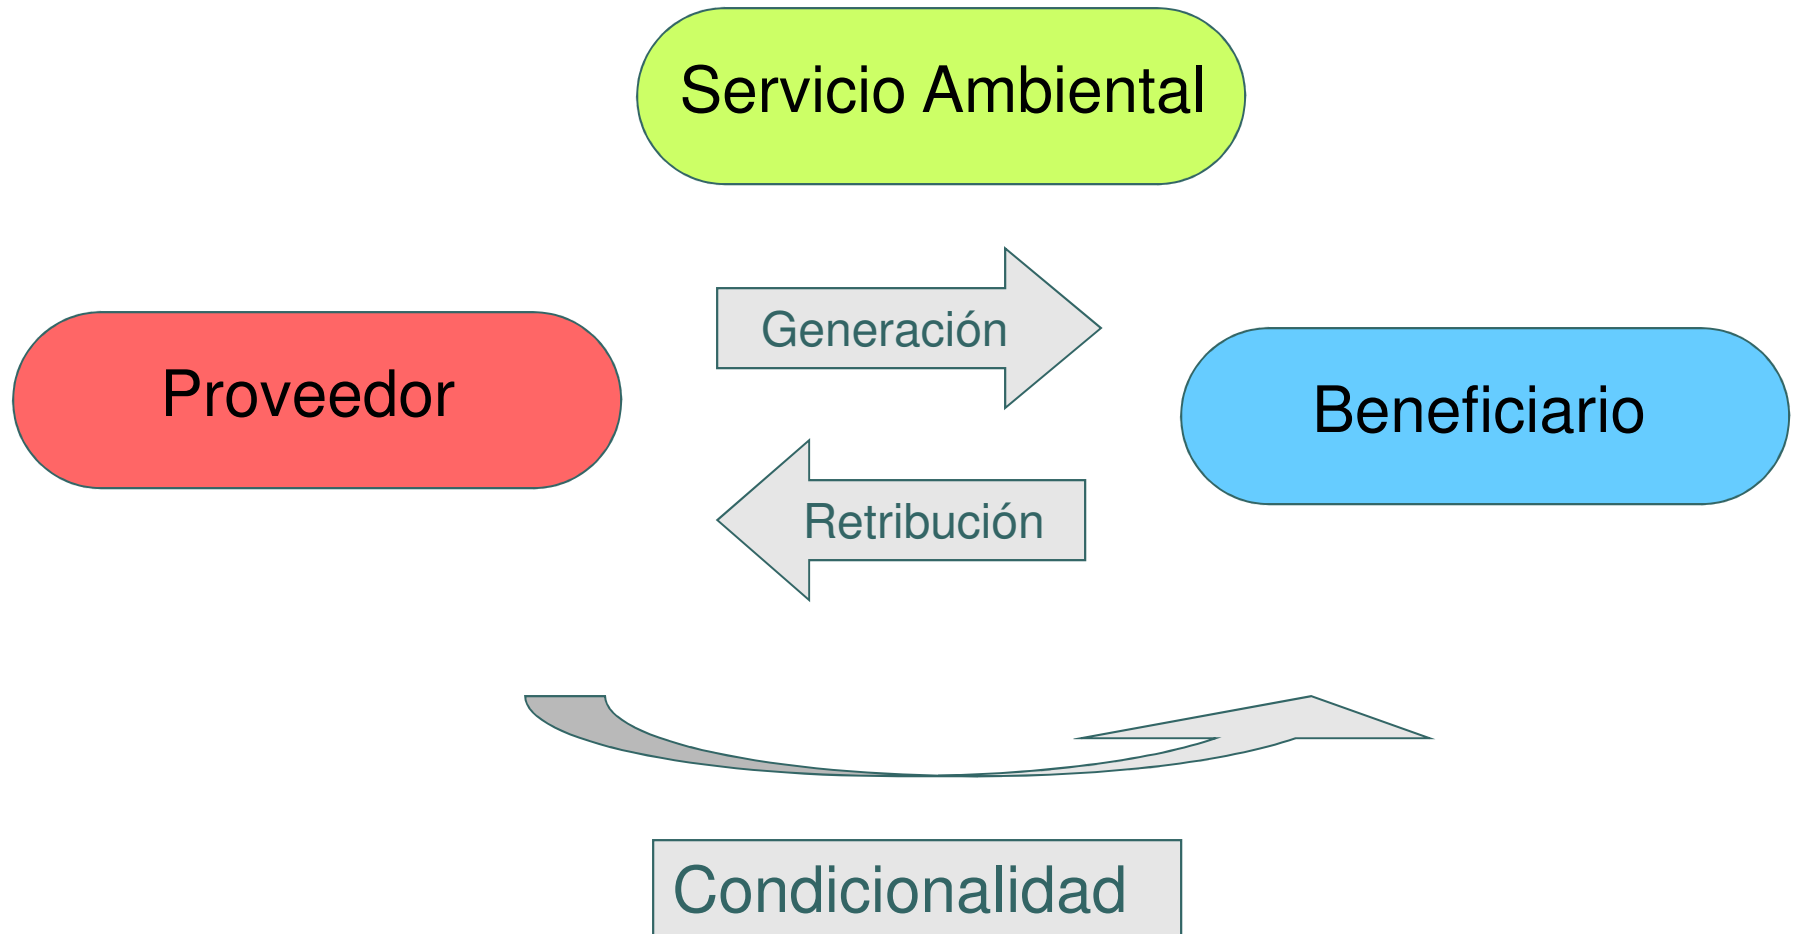 Servicio Ambiental
Generación
Proveedor
Beneficiario
Retribución
Condicionalidad